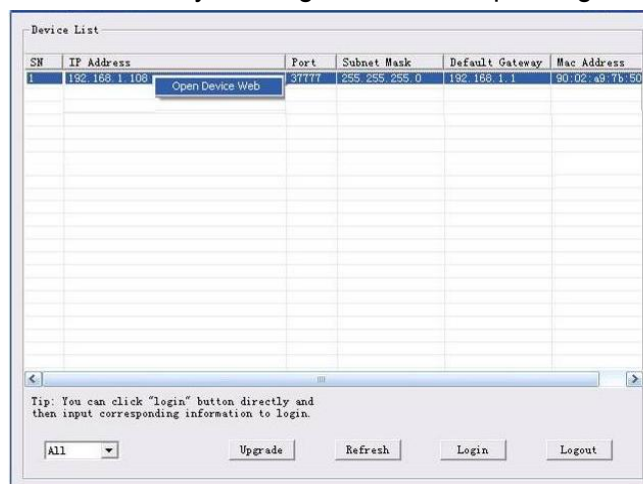 Device List
SN IP Address Port Subnet Mask Default Gateway Mac Address
1 192.168.1.108 37777 255.255.255.0 192.168.1.1 90:02:a9:7b:50
Open Device Web
Tip: You can click "login" button directly and
then input corresponding information to login.
All Upgrade Refresh Login Logout